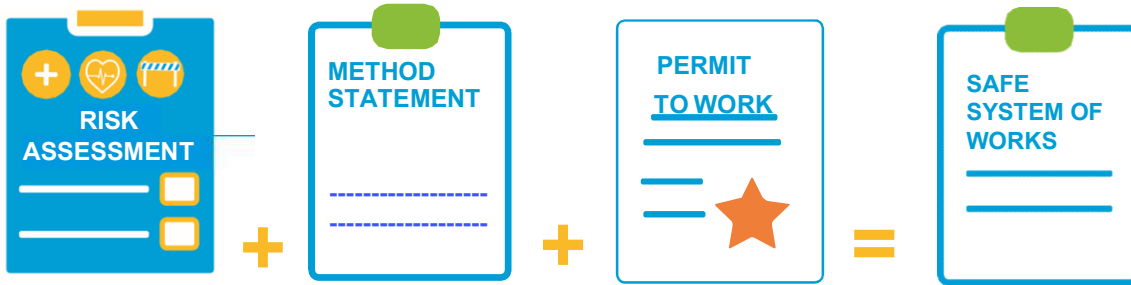 RISK
ASSESSMENT
+
METHOD
STATEMENT
+
PERMIT
TO WORK
=
SAFE
SYSTEM OF
WORKS